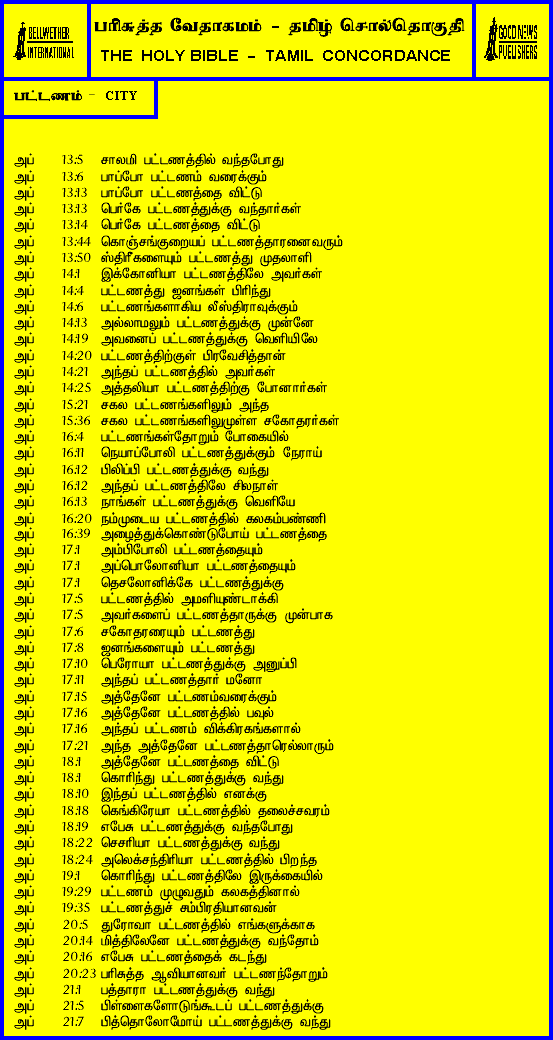 BELLWETHER
INTERNATIONAL
பரிசுத்த வேதாகமம் - தமிழ் சொல்தொகுதி
THE HOLY BIBLE - TAMIL CONCORDANCE
GOOD NEWS
PUBLISHERS
பட்டணம் - CITY
அப் 13:5 சாலமி பட்டணத்தில் வந்தபோது
அப் 13:6 பாப்போ பட்டணம் வரைக்கும்
அப் 13:13 பாப்போ பட்டணத்தை விட்டு
அப் 13:13 பெர்கே பட்டணத்துக்கு வந்தார்கள்
அப் 13:14 பெர்கே பட்டணத்தை விட்டு
அப் 13:44 கொஞ்சங்குறையப் பட்டணத்தாரனைவரும்
அப் 13:50 ஸ்திரீகளையும் பட்டணத்து முதலாளி
அப் 14:1 இக்கோனியா பட்டணத்திலே அவர்கள்
அப் 14:4 பட்டணத்து ஜனங்கள் பிரிந்து
அப் 14:6 பட்டணங்களாகிய லீஸ்திராவுக்கும்
அப் 14:13 அல்லாமலும் பட்டணத்துக்கு முன்னே
அப் 14:19 அவனைப் பட்டணத்துக்கு வெளியிலே
அப் 14:20 பட்டணத்திற்குள் பிரவேசித்தான்
அப் 14:21 அந்தப் பட்டணத்தில் அவர்கள்
அப் 14:25 அத்தலியா பட்டணத்திற்கு போனார்கள்
அப் 15:21 சகல பட்டணங்களிலும் அந்த
அப் 15:36 சகல பட்டணங்களிலுமுள்ள சகோதரர்கள்
அப் 16:4 பட்டணங்கள்தோறும் போகையில்
அப் 16:11 நெயாப்போலி பட்டணத்துக்கும் நேராய்
அப் 16:12 பிலிப்பி பட்டணத்துக்கு வந்து
அப் 16:12 அந்தப் பட்டணத்திலே சிலநாள்
அப் 16:13 நாங்கள் பட்டணத்துக்கு வெளியே
அப் 16:20 நம்முடைய பட்டணத்தில் கலகம்பண்ணி
அப் 16:39 அழைத்துக்கொண்டுபோய் பட்டணத்தை
அப் 17:1 அம்பிபோலி பட்டணத்தையும்
அப் 17:1 அப்பொலோனியா பட்டணத்தையும்
அப் 17:1 தெசலோனிக்கே பட்டணத்துக்கு
அப் 17:5 பட்டணத்தில் அமளியுண்டாக்கி
அப் 17:5 அவர்களைப் பட்டணத்தாருக்கு முன்பாக
அப் 17:6 சகோதரரையும் பட்டணத்து
அப் 17:8 ஜனங்களையும் பட்டணத்து
அப் 17:10 பெரோயா பட்டணத்துக்கு அனுப்பி
அப் 17:11 அந்தப் பட்டணத்தார் மனோ
அப் 17:15 அத்தேனே பட்டணம்வரைக்கும்
அப் 17:16 அத்தேனே பட்டணத்தில் பவுல்
அப் 17:16 அந்தப் பட்டணம் விக்கிரகங்களால்
அப் 17:21 அந்த அத்தேனே பட்டணத்தாரெல்லாரும்
அப் 18:1 அத்தேனே பட்டணத்தை விட்டு
அப் 18:1 கொரிந்து பட்டணத்துக்கு வந்து
அப் 18:10 இந்தப் பட்டணத்தில் எனக்கு
அப் 18:18 கெங்கிரேயா பட்டணத்தில் தலைச்சவரம்
அப் 18:19 எபேசு பட்டணத்துக்கு வந்தபோது
அப் 18:22 செசரியா பட்டணத்துக்கு வந்து
அப் 18:24 அலெக்சந்திரியா பட்டணத்தில் பிறந்த
அப் 19:1 கொரிந்து பட்டணத்திலே இருக்கையில்
அப் 19:29 பட்டணம் முழுவதும் கலகத்தினால்
அப் 19:35 பட்டணத்துச் சம்பிரதியானவன்
அப் 20:5 துரோவா பட்டணத்தில் எங்களுக்காக
அப் 20:14 மித்திலேனே பட்டணத்துக்கு வந்தோம்
அப் 20:16 எபேசு பட்டணத்தைக் கடந்து
அப் 20:23 பரிசுத்த ஆவியானவர் பட்டணந்தோறும்
அப் 21:1 பத்தாரா பட்டணத்துக்கு வந்து
அப் 21:5 பிள்ளைகளோடுங்கூடப் பட்டணத்துக்கு
அப் 21:7 பித்தொலோமோய் பட்டணத்துக்கு வந்து